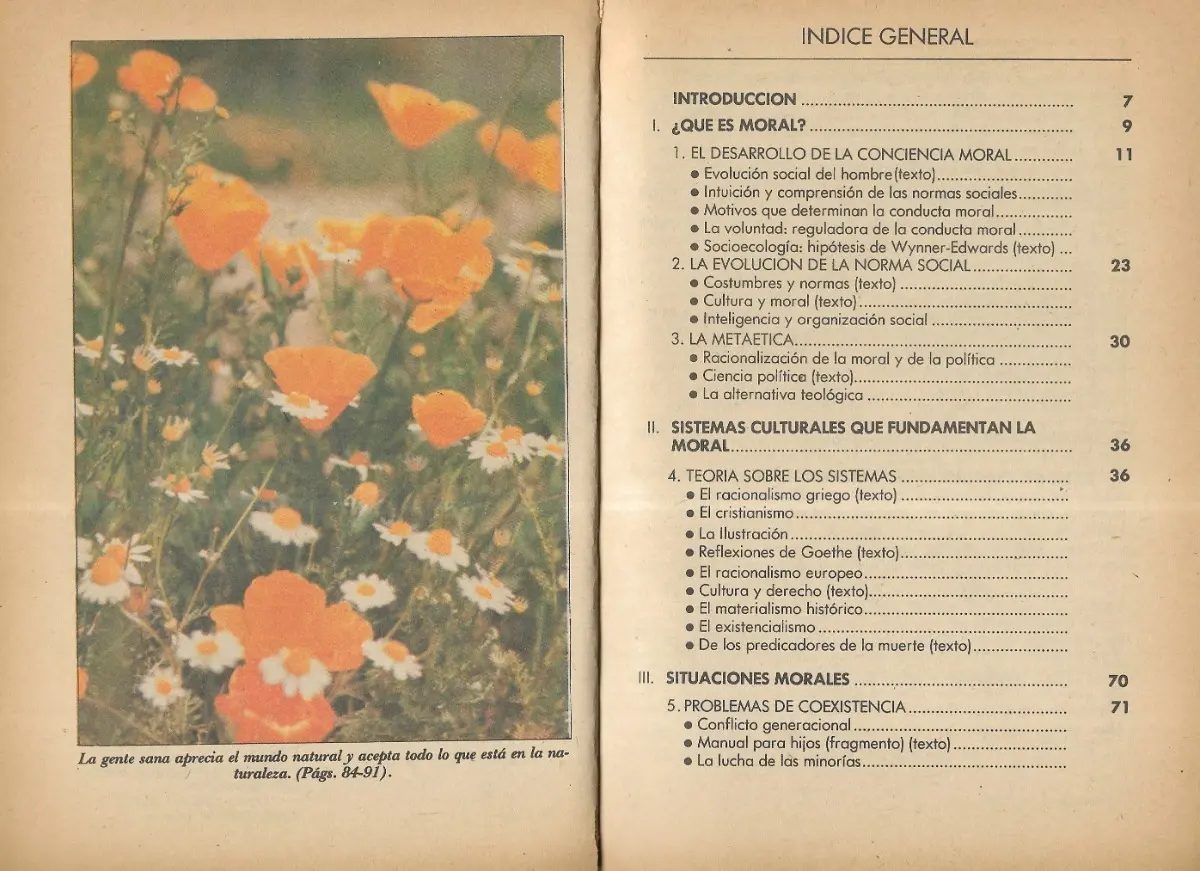 La gente sana aprecia el mundo natural y acepta todo lo que está en la na-
turaleza. (Págs. 84-91).
INDICE GENERAL
INTRODUCCION ........ 7
I. ¿QUE ES MORAL? ........ 9
1. EL DESARROLLO DE LA CONCIENCIA MORAL ........ 11
● Evolución social del hombre (texto) ........
● Intuición y comprensión de las normas sociales ........
● Motivos que determinan la conducta moral ........
● La voluntad: reguladora de la conducta moral ........
● Socioecología: hipótesis de Wynner-Edwards (texto) ...
2. LA EVOLUCION DE LA NORMA SOCIAL ........ 23
● Costumbres y normas (texto) ........
● Cultura y moral (texto) ........
● Inteligencia y organización social ........
3. LA METAETICA ........ 30
● Racionalización de la moral y de la política ........
● Ciencia política (texto) ........
● La alternativa teológica ........
II. SISTEMAS CULTURALES QUE FUNDAMENTAN LA
MORAL ........ 36
4. TEORIA SOBRE LOS SISTEMAS ........ 36
● El racionalismo griego (texto) ........
● El cristianismo ........
● La Ilustración ........
● Reflexiones de Goethe (texto) ........
● El racionalismo europeo ........
● Cultura y derecho (texto) ........
● El materialismo histórico ........
● El existencialismo ........
● De los predicadores de la muerte (texto) ........
III. SITUACIONES MORALES ........ 70
5. PROBLEMAS DE COEXISTENCIA ........ 71
● Conflicto generacional ........
● Manual para hijos (fragmento) (texto) ........
● La lucha de las minorías ........